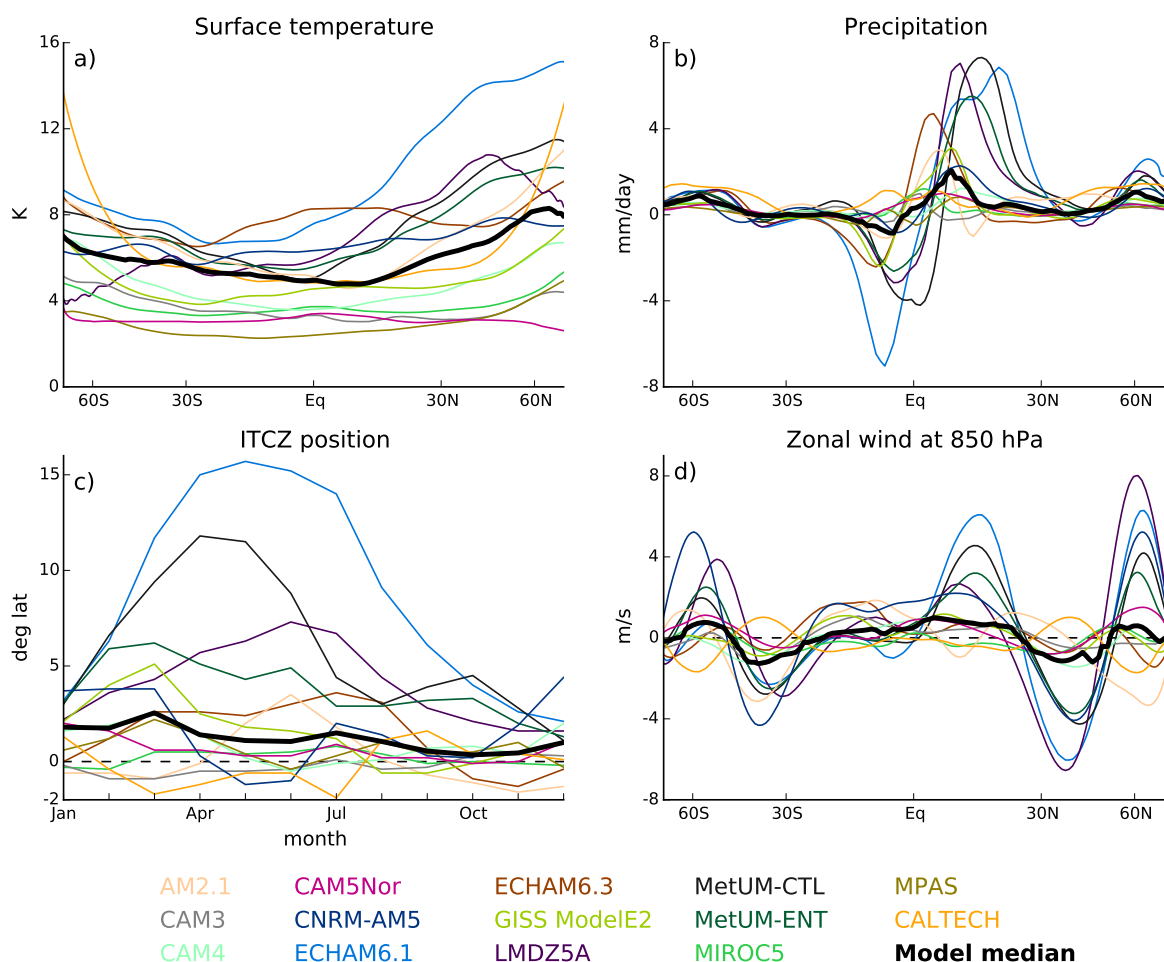 Surface temperature
Precipitation
16
12
8
4
0
K
a)
60S 30S Eq 30N 60N
8
4
0
-4
-8
mm/day
b)
60S 30S Eq 30N 60N
ITCZ position
Zonal wind at 850 hPa
15
10
5
0
-2
deg lat
c)
Jan Apr Jul Oct
month
8
4
0
-4
-8
m/s
d)
60S 30S Eq 30N 60N
AM2.1 CAM5Nor ECHAM6.3 MetUM-CTL MPAS
CAM3 CNRM-AM5 GISS ModelE2 MetUM-ENT CALTECH
CAM4 ECHAM6.1 LMDZ5A MIROC5 Model median